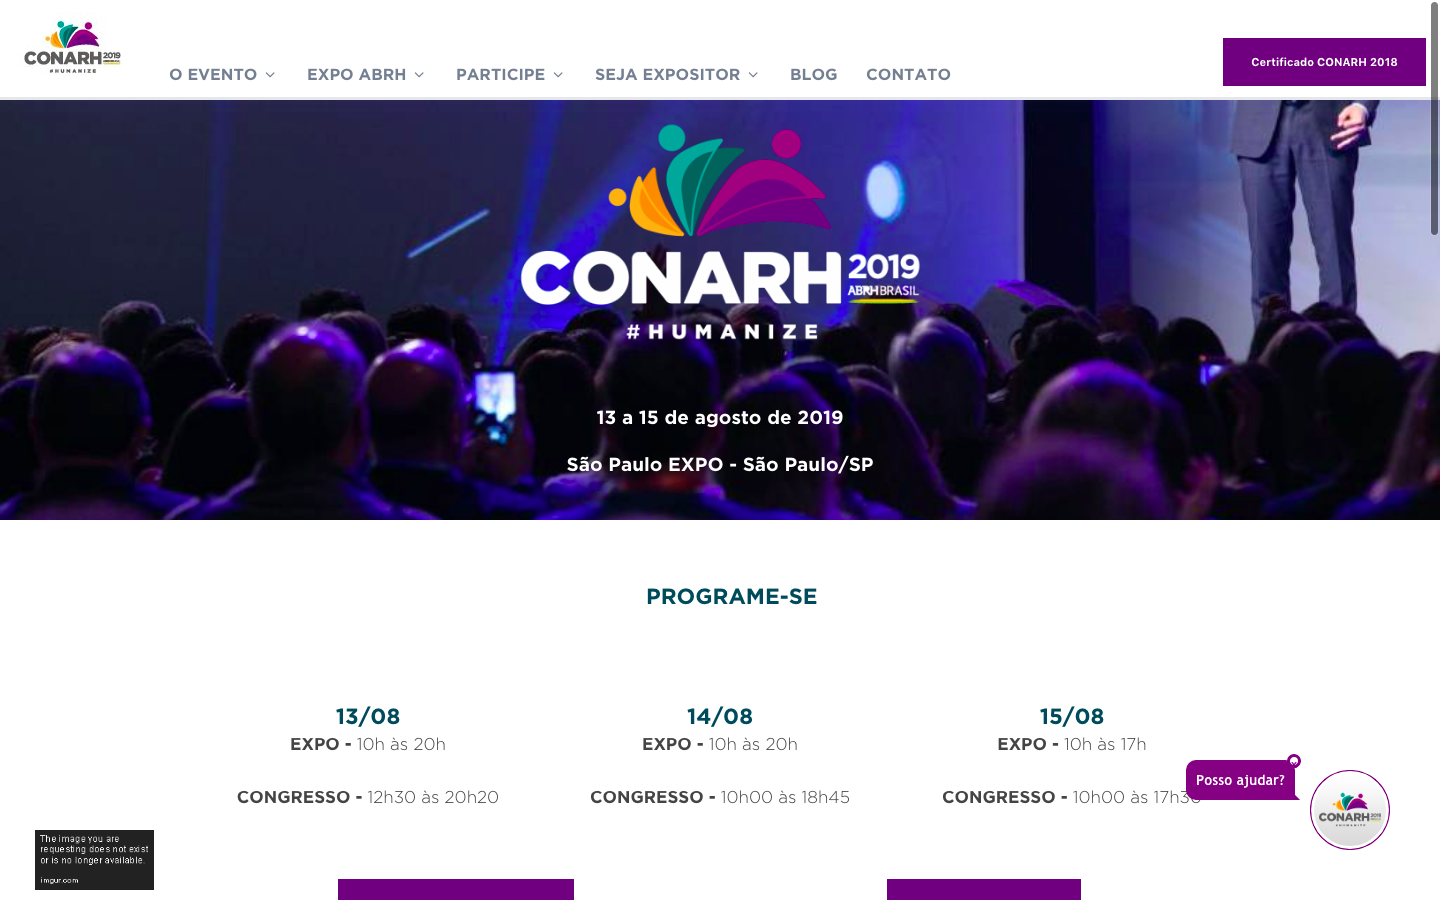 CONARH 2019
#HUMANIZE
O EVENTO
EXPO ABRH
PARTICIPE
SEJA EXPOSITOR
BLOG
CONTATO
Certificado CONARH 2018
CONARH 2019
ABRH BRASIL
#HUMANIZE
13 a 15 de agosto de 2019
São Paulo EXPO - São Paulo/SP
PROGRAME-SE
13/08
EXPO - 10h às 20h
CONGRESSO - 12h30 às 20h20
14/08
EXPO - 10h às 20h
CONGRESSO - 10h00 às 18h45
15/08
EXPO - 10h às 17h
CONGRESSO - 10h00 às 17h30
Posso ajudar?
CONARH 2019
#HUMANIZE
The image you are
requesting does not exist
or is no longer available.
imgur.com